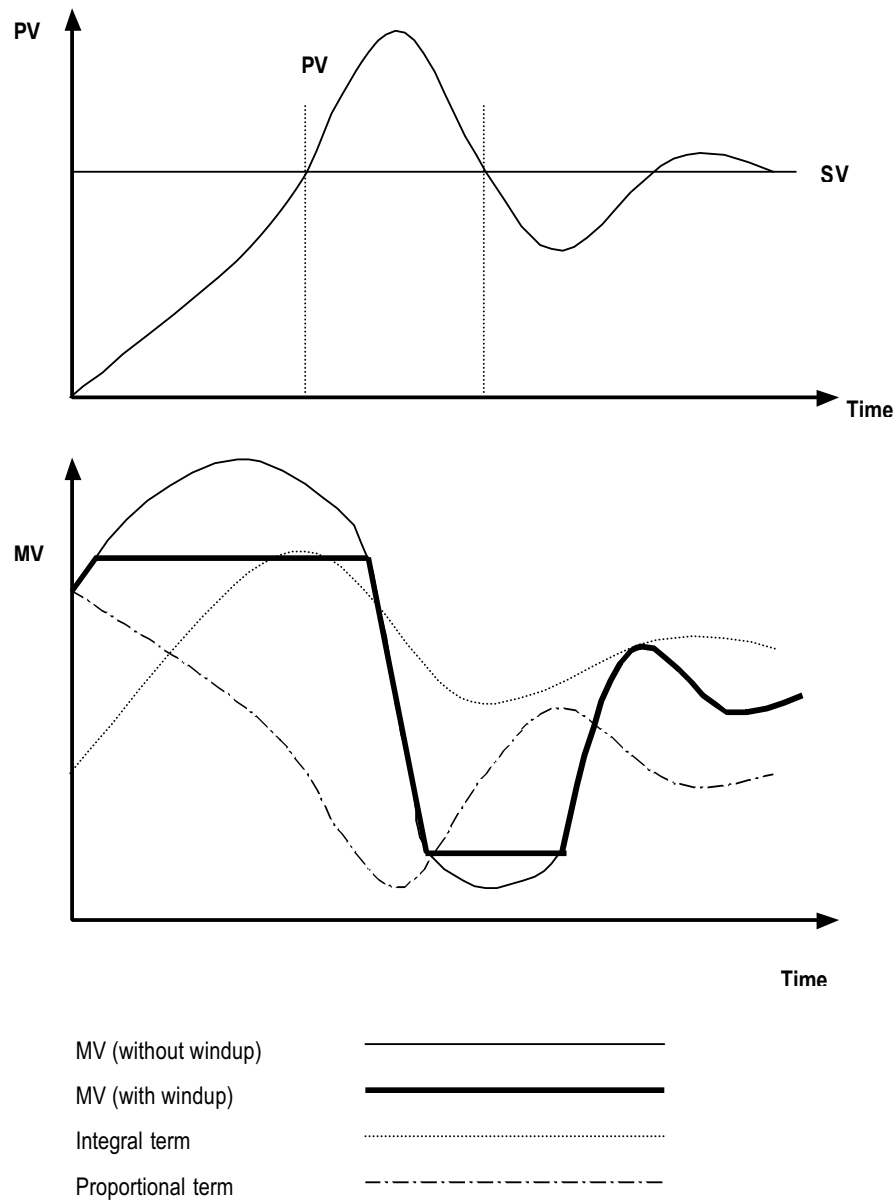 PV
PV
SV
Time
MV
Time
MV (without windup)
MV (with windup)
Integral term
Proportional term